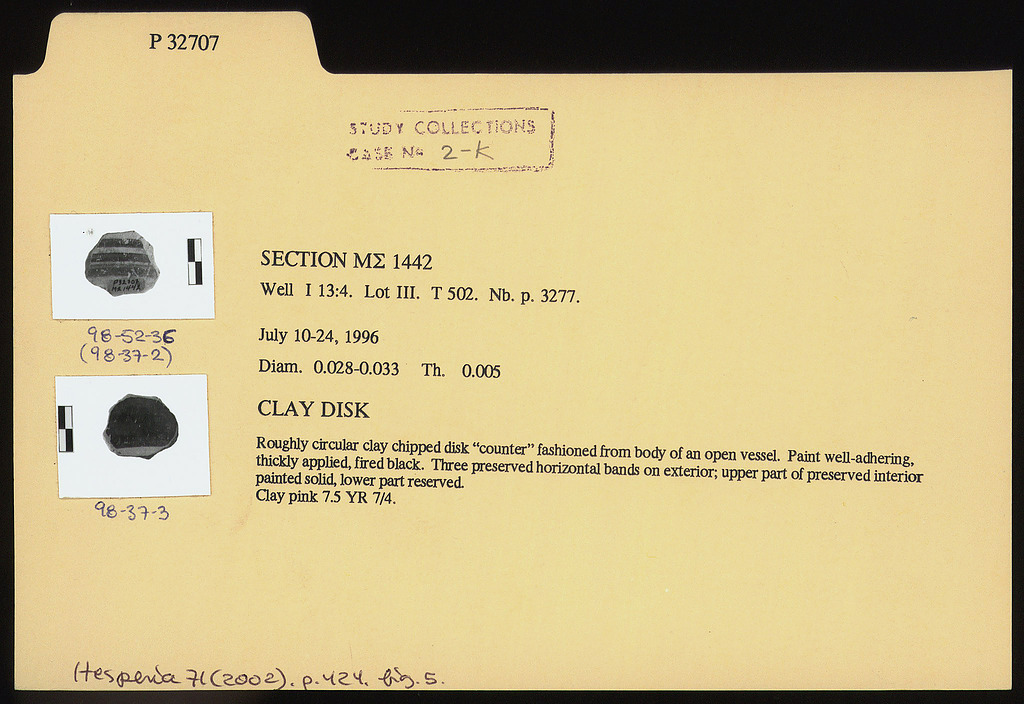 P 32707
STUDY COLLECTIONS
CASE No 2-K
SECTION ΜΣ 1442
Well I 13:4. Lot III. T 502. Nb. p. 3277.
July 10-24, 1996
Diam. 0.028-0.033 Th. 0.005
CLAY DISK
Roughly circular clay chipped disk “counter” fashioned from body of an open vessel. Paint well-adhering,
thickly applied, fired black. Three preserved horizontal bands on exterior; upper part of preserved interior
painted solid, lower part reserved.
Clay pink 7.5 YR 7/4.
98-52-36
(98-37-2)
98-37-3
Hesperia 71 (2002). p. 424. fig. 5.